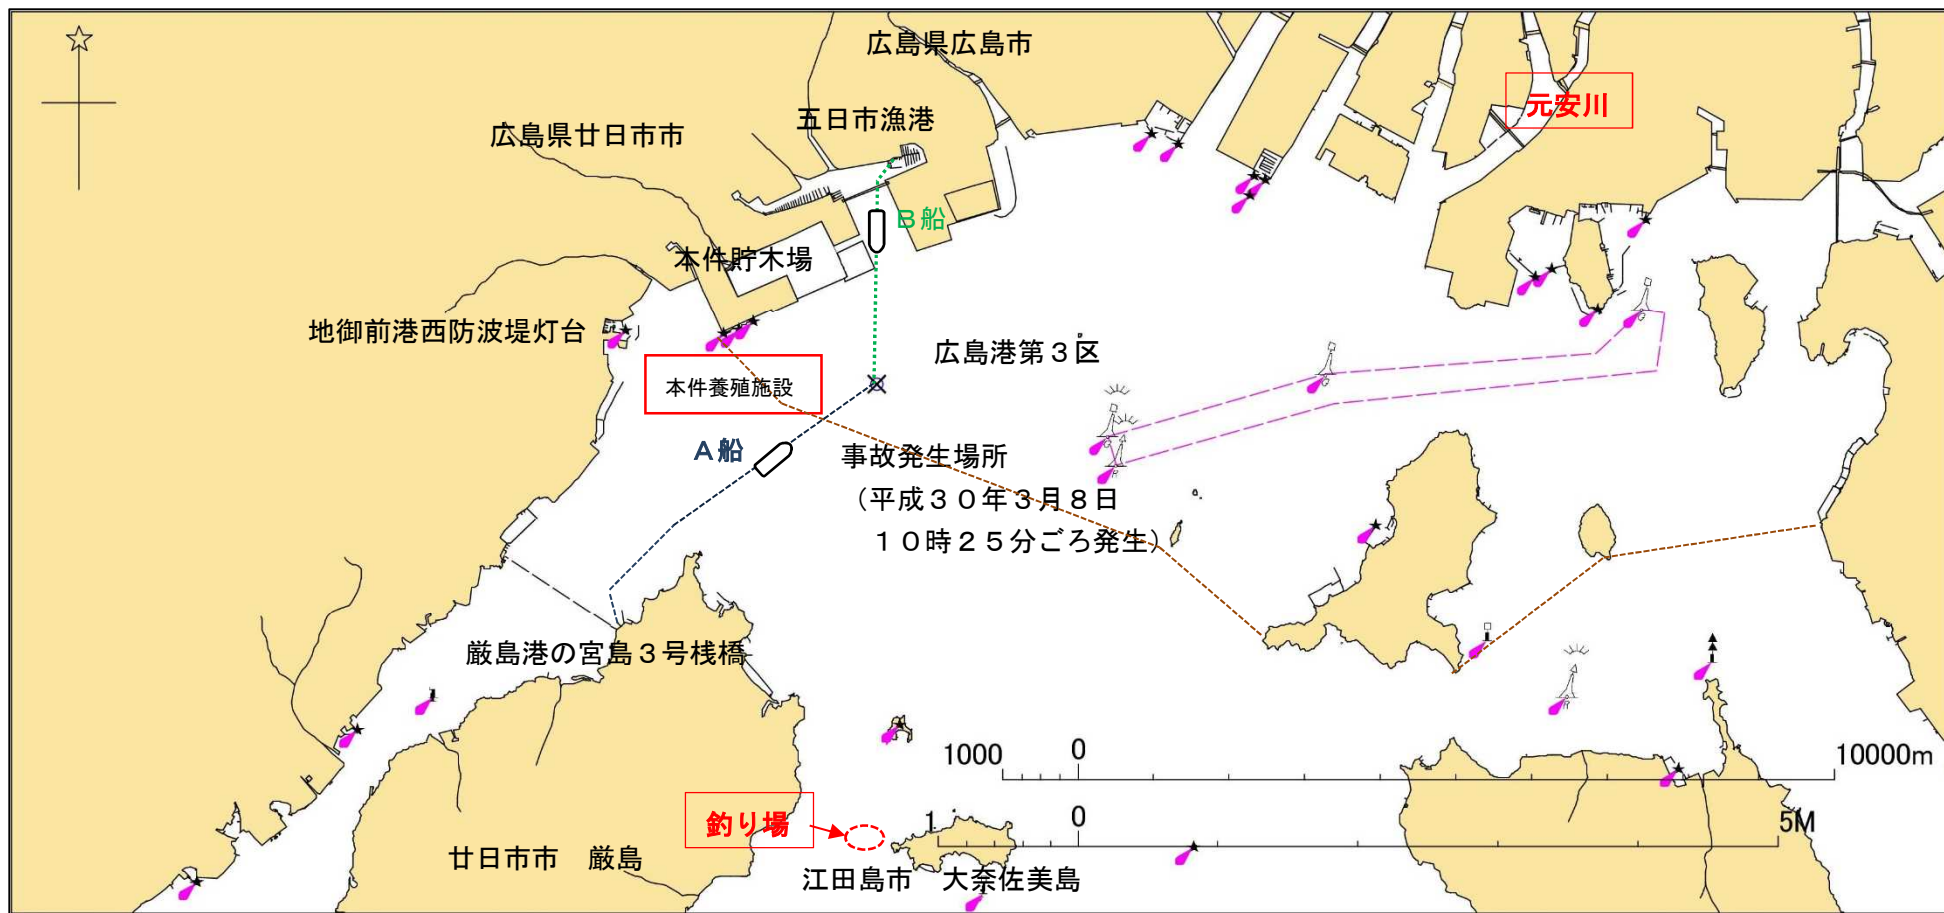 広島県広島市
元安川
五日市漁港
広島県廿日市市
B船
本件貯木場
地御前港西防波堤灯台
広島港第3区
本件養殖施設
A船
事故発生場所
(平成30年3月8日
10時25分ごろ発生)
厳島港の宮島3号桟橋
1000 0 10000m
釣り場
1 0 5M
廿日市市 厳島
江田島市 大奈佐美島